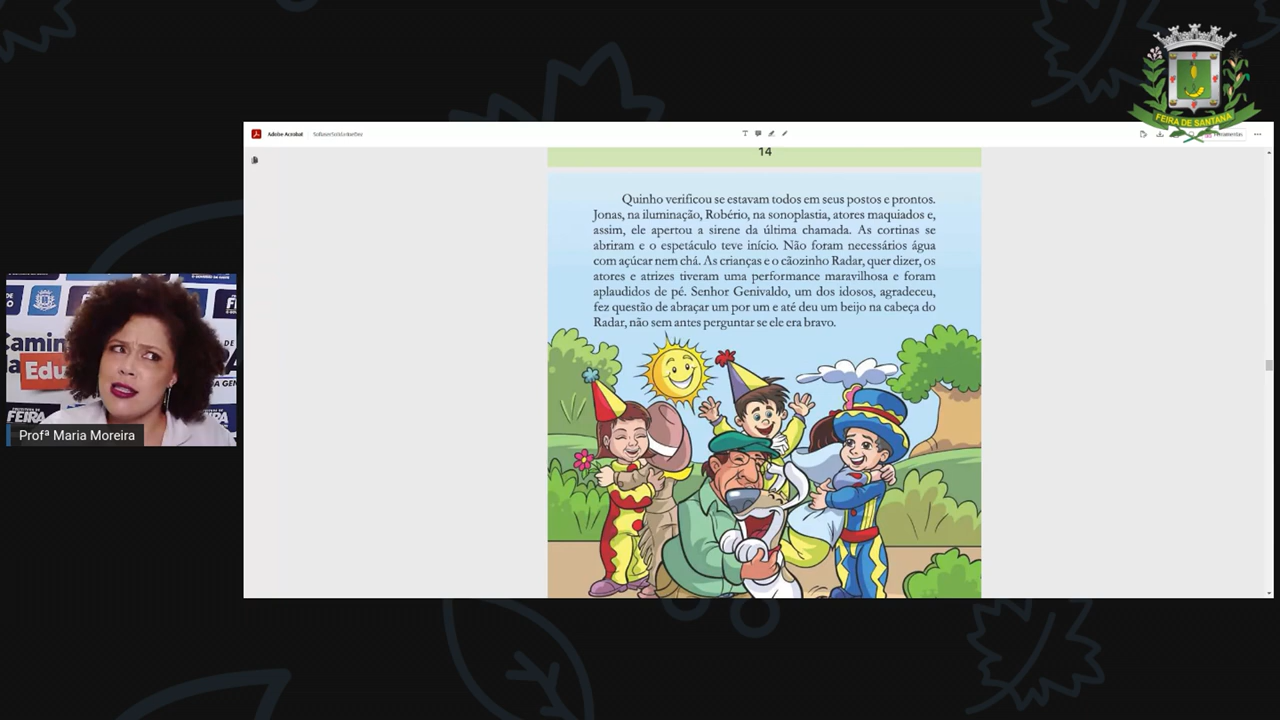 FEIRA DE SANTANA
Adobe Acrobat
Ferramentas
14
Quinho verificou se estavam todos em seus postos e prontos.
Jonas, na iluminação, Robério, na sonoplastia, atores maquiados e,
assim, ele apertou a sirene da última chamada. As cortinas se
abriram e o espetáculo teve início. Não foram necessários água
com açúcar nem chá. As crianças e o cãozinho Radar, quer dizer, os
atores e atrizes tiveram uma performance maravilhosa e foram
aplaudidos de pé. Senhor Genivaldo, um dos idosos, agradeceu,
fez questão de abraçar um por um e até deu um beijo na cabeça do
Radar, não sem antes perguntar se ele era bravo.
Camin
Edu
FEIRA
Profª Maria Moreira